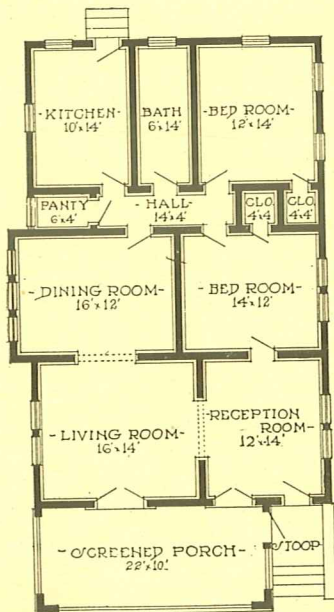 - KITCHEN -
10'x14'
BATH
6'x14'
- BED ROOM -
12'x14'
PANTY
6'x4'
- HALL -
14'x4'
CLO.
4'x4'
CLO.
4'x4'
- DINING ROOM -
16'x12'
- BED ROOM -
14'x12'
- LIVING ROOM -
16'x14'
- RECEPTION
ROOM -
12'x14'
- SCREENED PORCH -
22'x10'
STOOP